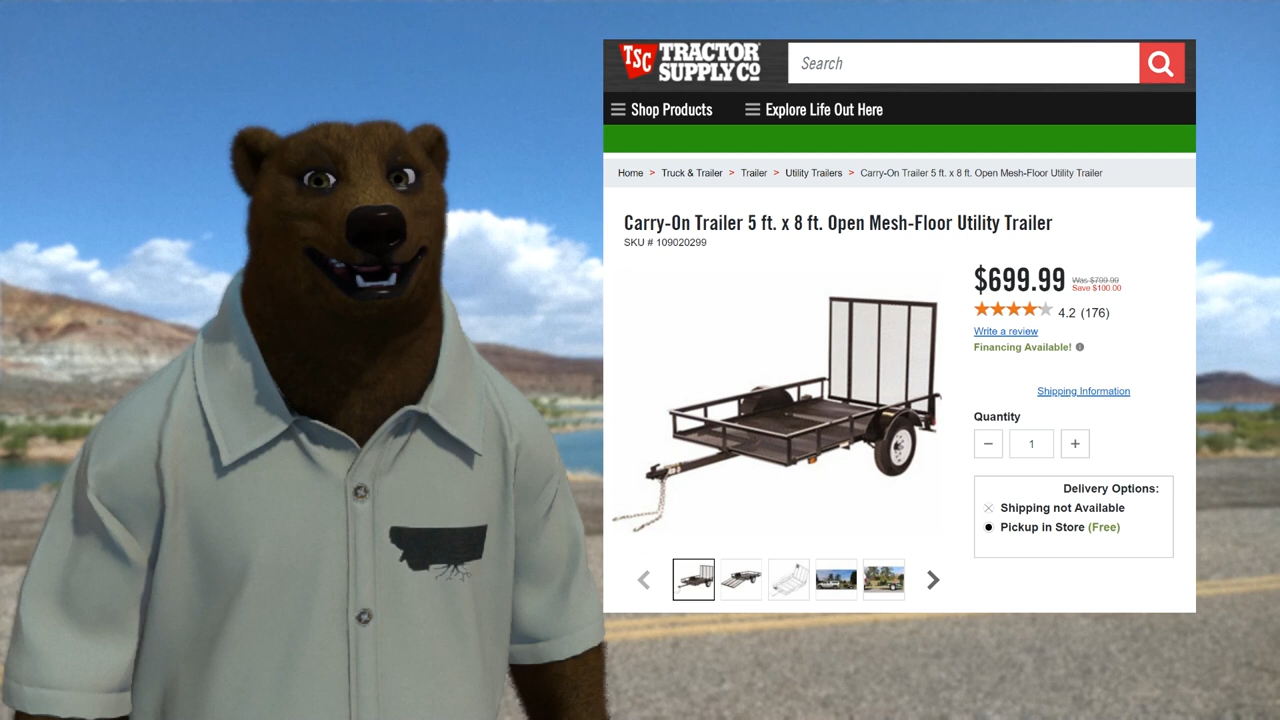 TSC TRACTOR
SUPPLY CO
Search
Shop Products
Explore Life Out Here
Home > Truck & Trailer > Trailer > Utility Trailers > Carry-On Trailer 5 ft. x 8 ft. Open Mesh-Floor Utility Trailer
Carry-On Trailer 5 ft. x 8 ft. Open Mesh-Floor Utility Trailer
SKU # 109020299
$699.99
Was $799.99
Save $100.00
4.2 (176)
Write a review
Financing Available!
Shipping Information
Quantity
− 1 +
Delivery Options:
Shipping not Available
Pickup in Store (Free)